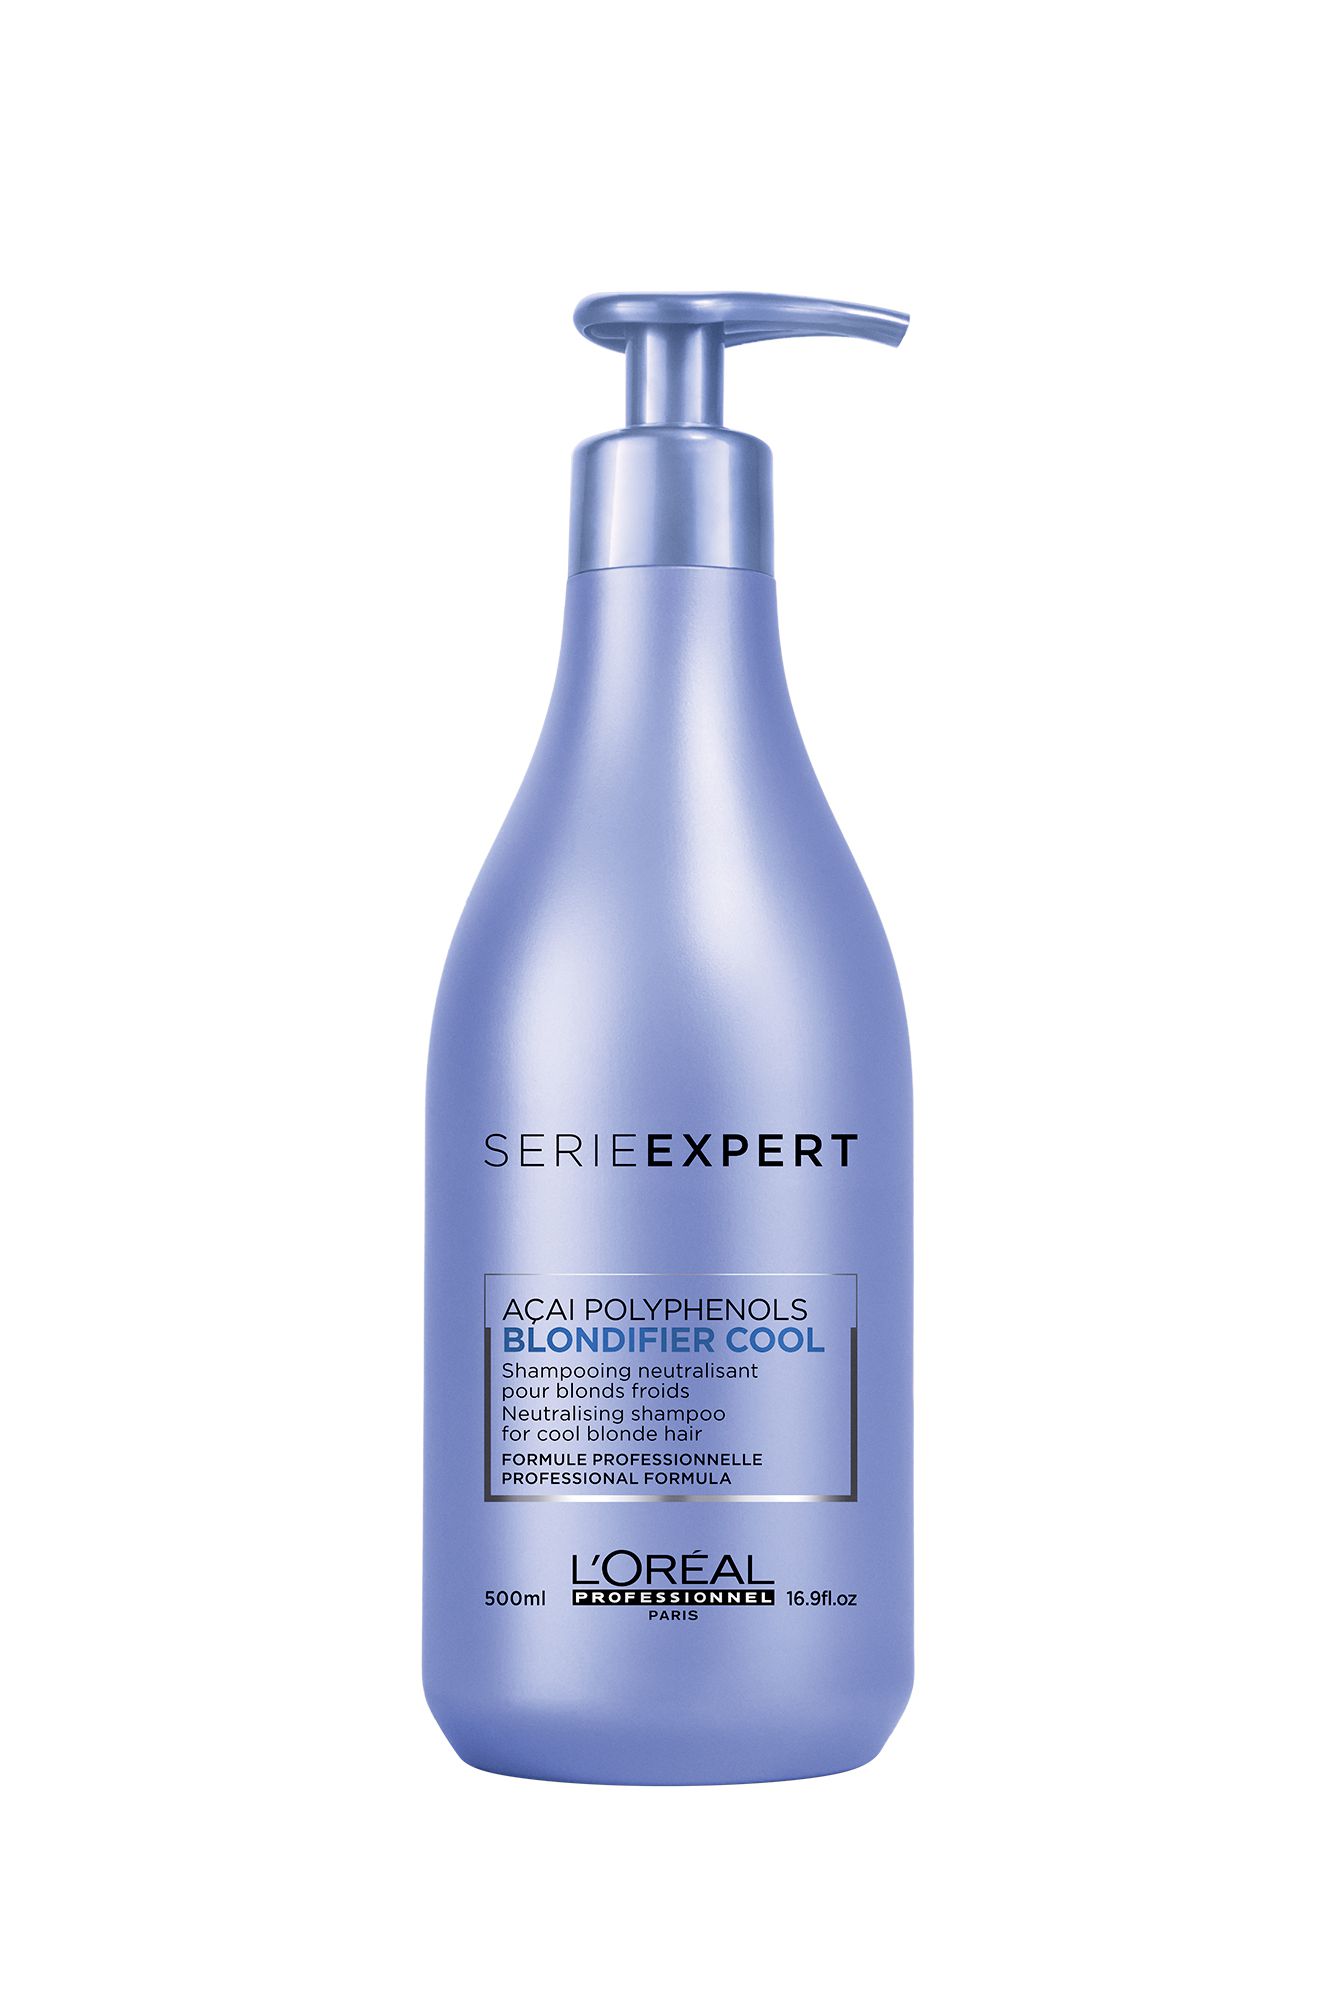 SERIEEXPERT
AÇAI POLYPHENOLS
BLONDIFIER COOL
Shampooing neutralisant
pour blonds froids
Neutralising shampoo
for cool blonde hair
FORMULE PROFESSIONNELLE
PROFESSIONAL FORMULA
L'ORÉAL
500ml PROFESSIONNEL 16.9fl.oz
PARIS